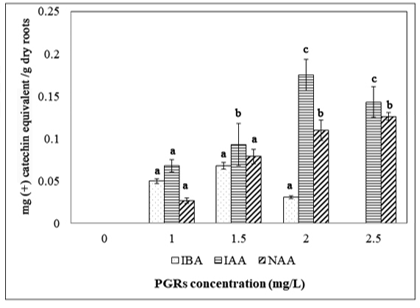 0.25
0.2
0.15
0.1
0.05
0
mg (+) catechin equivalent /g dry roots
a
a
a
a
b
a
a
c
b
c
b
0
1
1.5
2
2.5
IBA IAA NAA
PGRs concentration (mg/L)